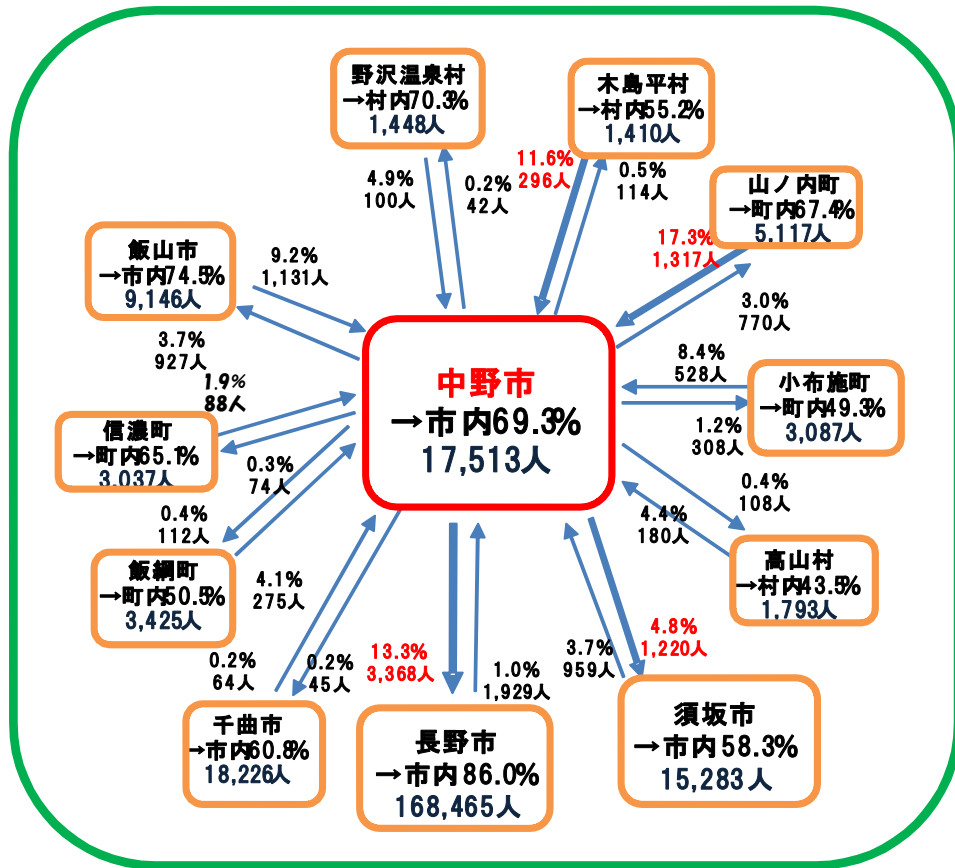 野沢温泉村
→村内70.3%
1,448人
木島平村
→村内55.2%
1,410人
4.9%
100人
0.2%
42人
11.6%
296人
0.5%
114人
山ノ内町
→町内67.4%
5,117人
17.3%
1,317人
飯山市
→市内74.5%
9,146人
9.2%
1,131人
3.0%
770人
3.7%
927人
中野市
→市内69.3%
17,513人
8.4%
528人
小布施町
→町内49.3%
3,087人
1.2%
308人
1.9%
88人
信濃町
→町内65.1%
3,037人
0.3%
74人
0.4%
108人
4.4%
180人
0.4%
112人
高山村
→村内43.5%
1,793人
飯綱町
→町内50.5%
3,425人
4.1%
275人
0.2%
64人
0.2%
45人
13.3%
3,368人
1.0%
1,929人
3.7%
959人
4.8%
1,220人
千曲市
→市内60.8%
18,226人
長野市
→市内86.0%
168,465人
須坂市
→市内58.3%
15,283人